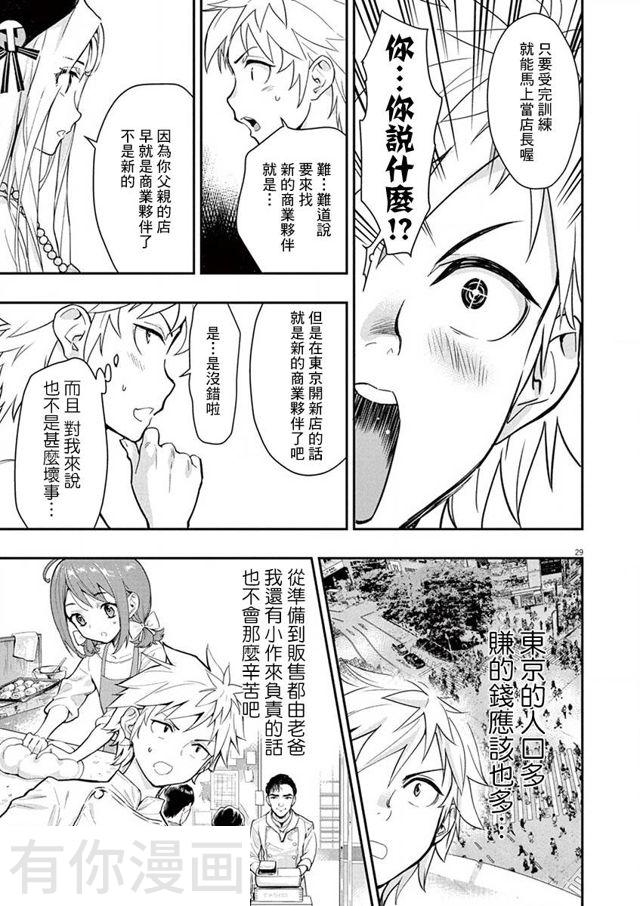 只要受完訓練
就能馬上當店長喔
你…你說什麼!?
難…難道說
要來找
新的商業夥伴
就是…
因為你父親的店
早就是商業夥伴了
不是新的
但是在東京開新店的話
就是新的商業夥伴了吧
是…是沒錯啦
而且 對我來說
也不是甚麼壞事…
29
東京的人口多
賺的錢應該也多…
從準備到販售都由老爸
我還有小作來負責的話
也不會那麼辛苦吧
有你漫画